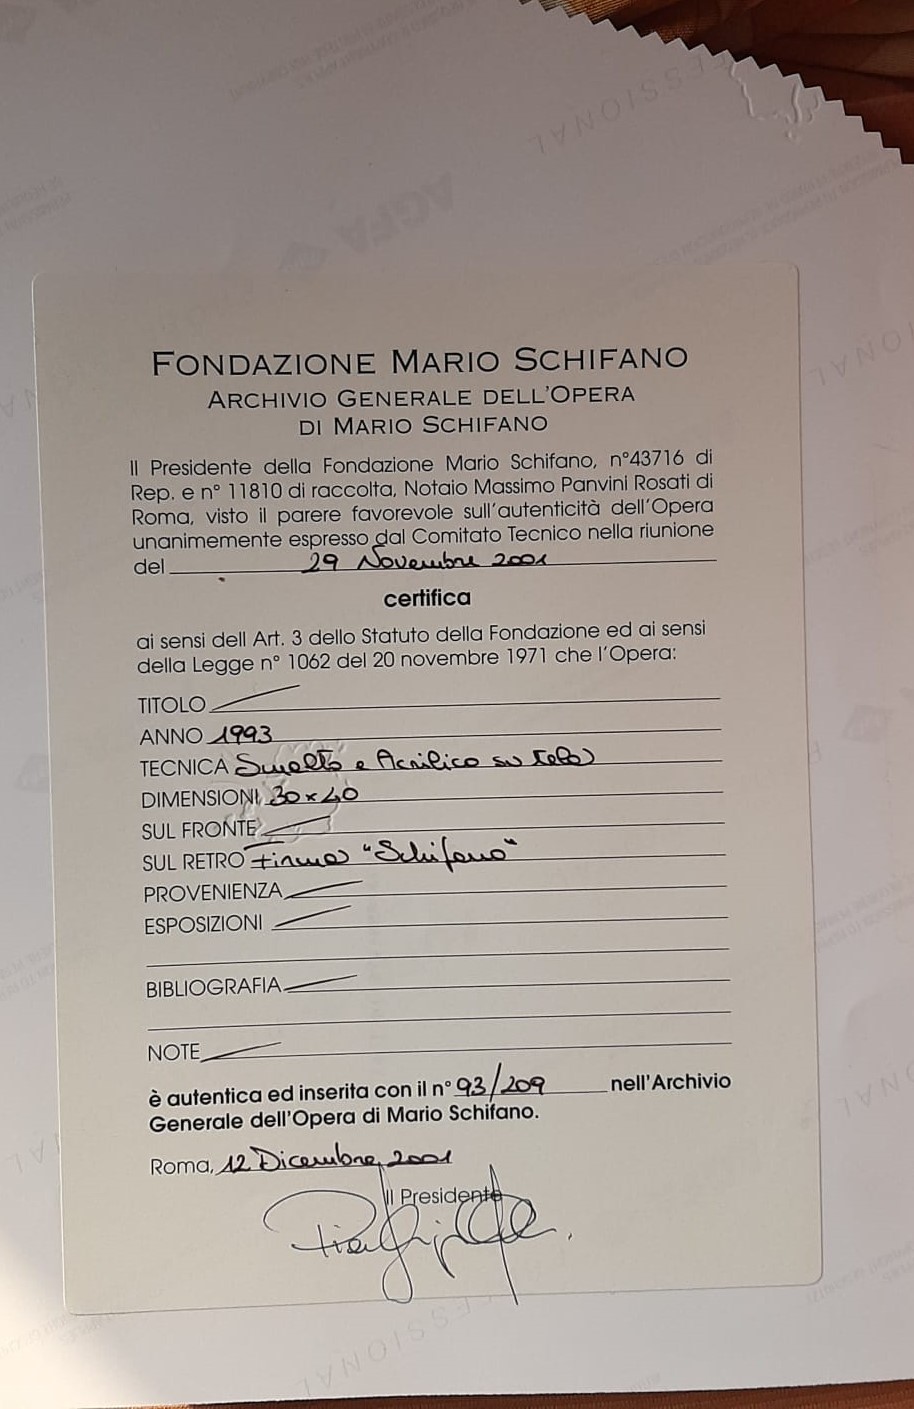 FONDAZIONE MARIO SCHIFANO
ARCHIVIO GENERALE DELL'OPERA
DI MARIO SCHIFANO
Il Presidente della Fondazione Mario Schifano, n°43716 di
Rep. e n° 11810 di raccolta, Notaio Massimo Panvini Rosati di
Roma, visto il parere favorevole sull'autenticità dell'Opera
unanimemente espresso dal Comitato Tecnico nella riunione
del 29 Novembre 2001
certifica
ai sensi dell Art. 3 dello Statuto della Fondazione ed ai sensi
della Legge n° 1062 del 20 novembre 1971 che l'Opera:
TITOLO
ANNO 1993
TECNICA Smalto e Acrilico su tela
DIMENSIONI 30x40
SUL FRONTE
SUL RETRO Firma "Schifano"
PROVENIENZA
ESPOSIZIONI
BIBLIOGRAFIA
NOTE
è autentica ed inserita con il n° 93/209 nell'Archivio
Generale dell'Opera di Mario Schifano.
Roma, 12 Dicembre 2001
Il Presidente